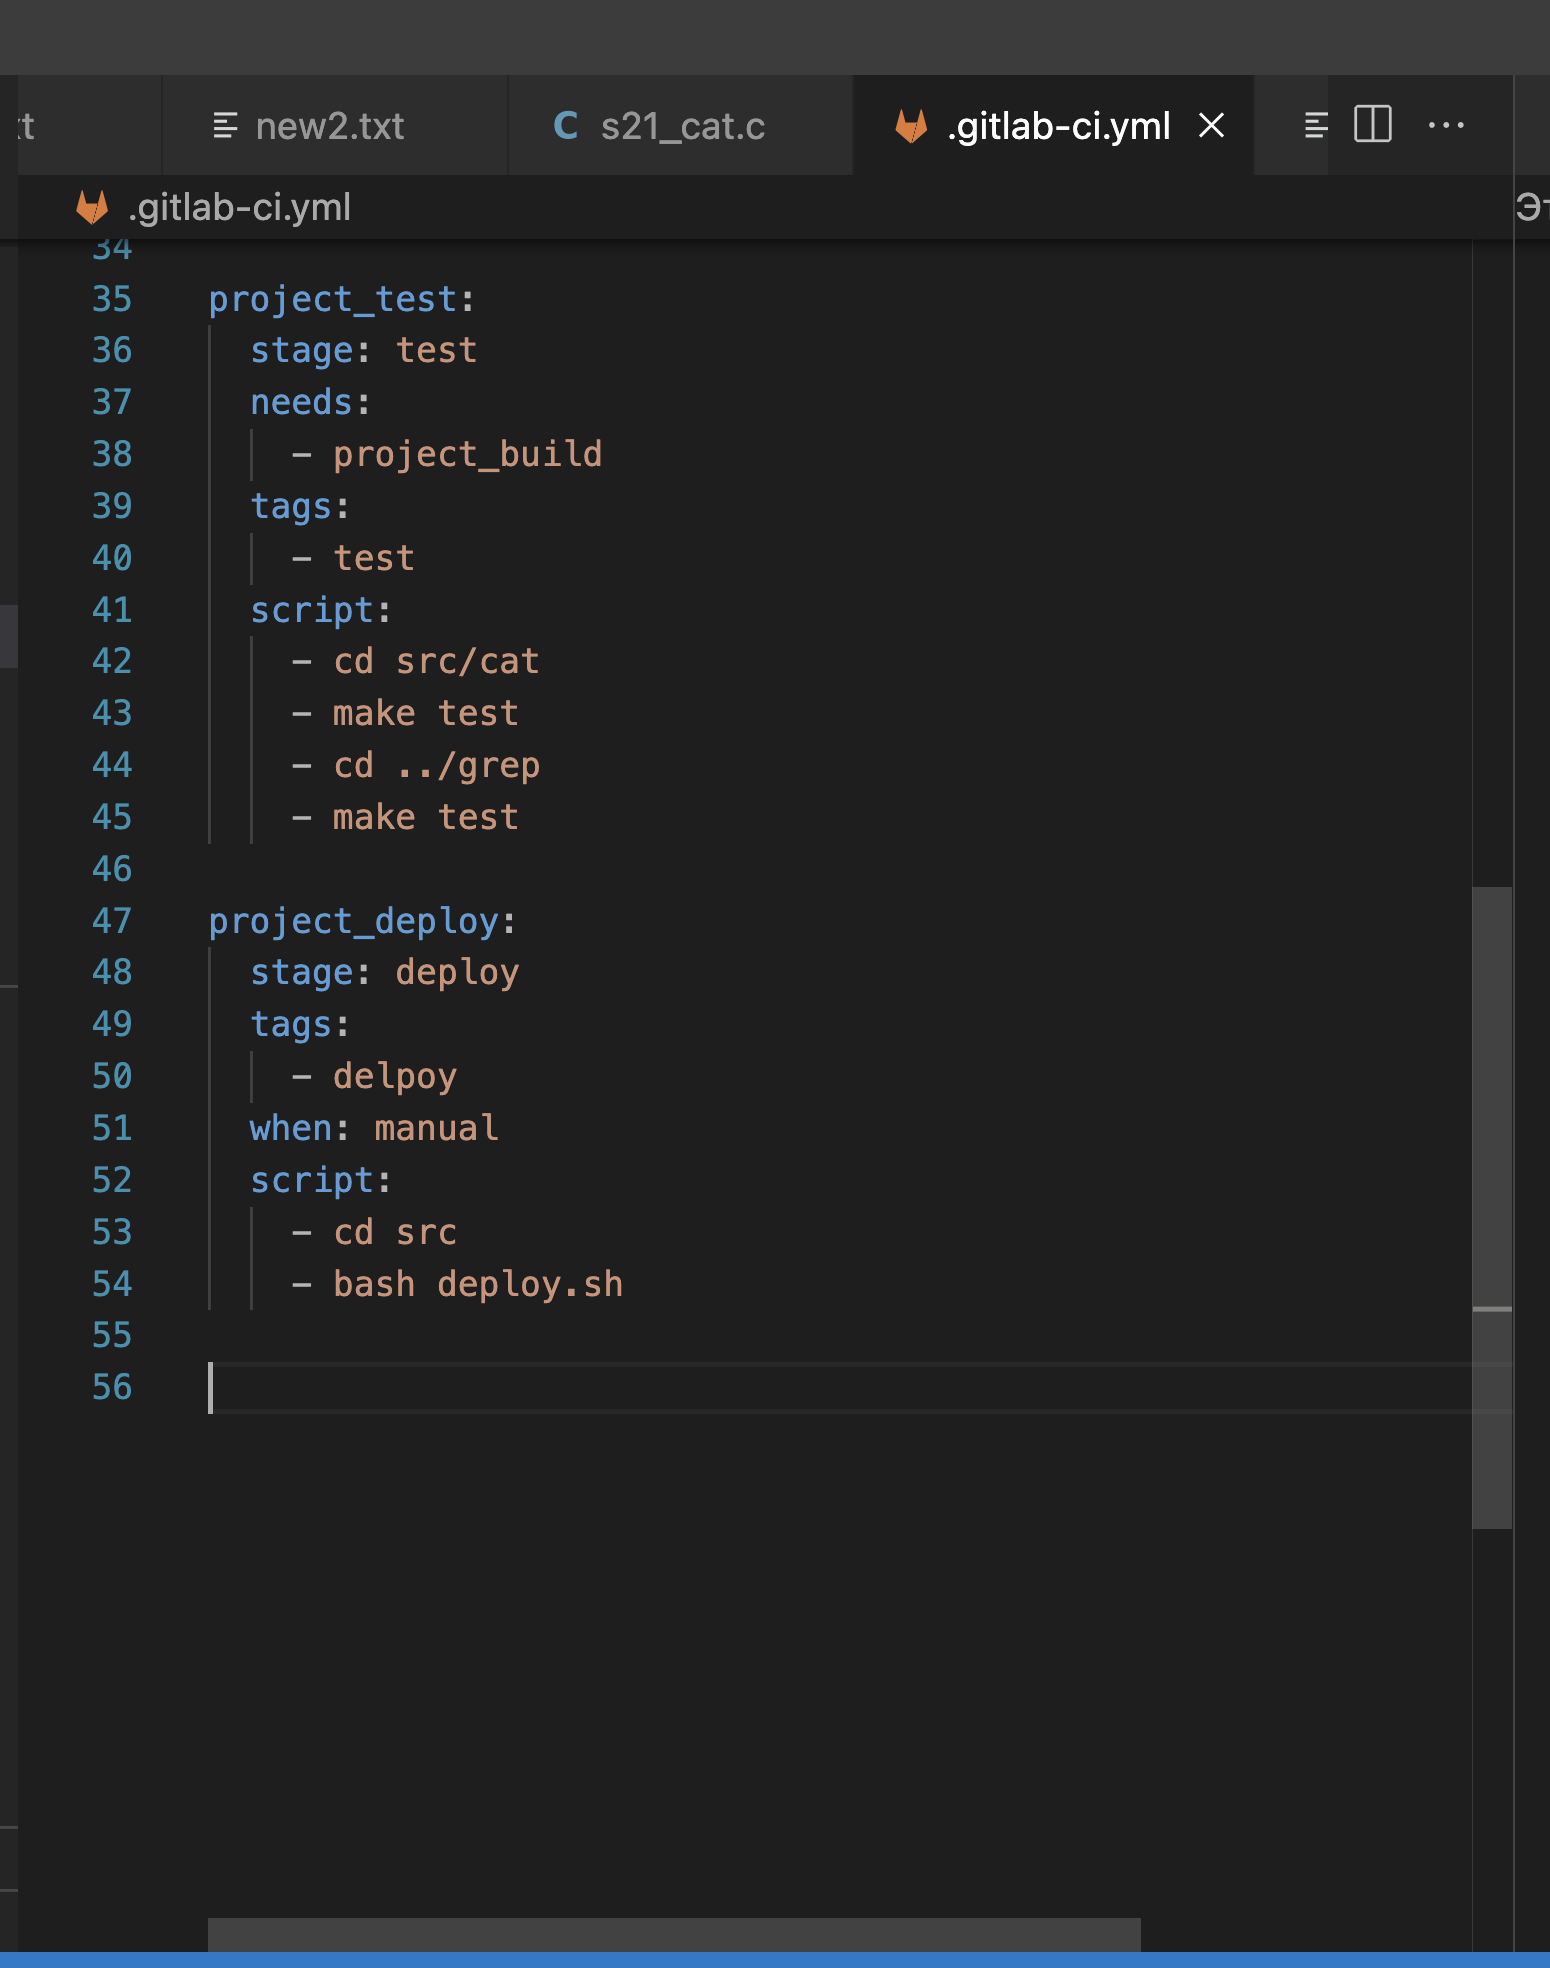 new2.txt
C s21_cat.c
.gitlab-ci.yml
.gitlab-ci.yml
34
35 project_test:
36 stage: test
37 needs:
38 - project_build
39 tags:
40 - test
41 script:
42 - cd src/cat
43 - make test
44 - cd ../grep
45 - make test
46
47 project_deploy:
48 stage: deploy
49 tags:
50 - delpoy
51 when: manual
52 script:
53 - cd src
54 - bash deploy.sh
55
56